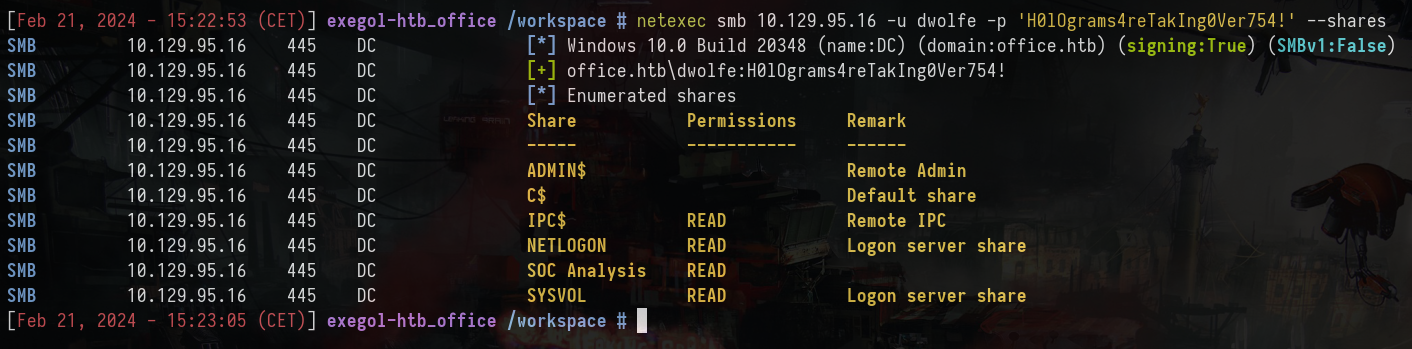 [Feb 21, 2024 - 15:22:53 (CET)] exegol-htb_office /workspace # netexec smb 10.129.95.16 -u dwolfe -p 'H0lOgrams4reTakIng0Ver754!' --shares
SMB 10.129.95.16 445 DC [*] Windows 10.0 Build 20348 (name:DC) (domain:office.htb) (signing:True) (SMBv1:False)
SMB 10.129.95.16 445 DC [+] office.htb\dwolfe:H0lOgrams4reTakIng0Ver754!
SMB 10.129.95.16 445 DC [*] Enumerated shares
SMB 10.129.95.16 445 DC Share Permissions Remark
SMB 10.129.95.16 445 DC ----- ----------- ------
SMB 10.129.95.16 445 DC ADMIN$ Remote Admin
SMB 10.129.95.16 445 DC C$ Default share
SMB 10.129.95.16 445 DC IPC$ READ Remote IPC
SMB 10.129.95.16 445 DC NETLOGON READ Logon server share
SMB 10.129.95.16 445 DC SOC Analysis READ
SMB 10.129.95.16 445 DC SYSVOL READ Logon server share
[Feb 21, 2024 - 15:23:05 (CET)] exegol-htb_office /workspace #